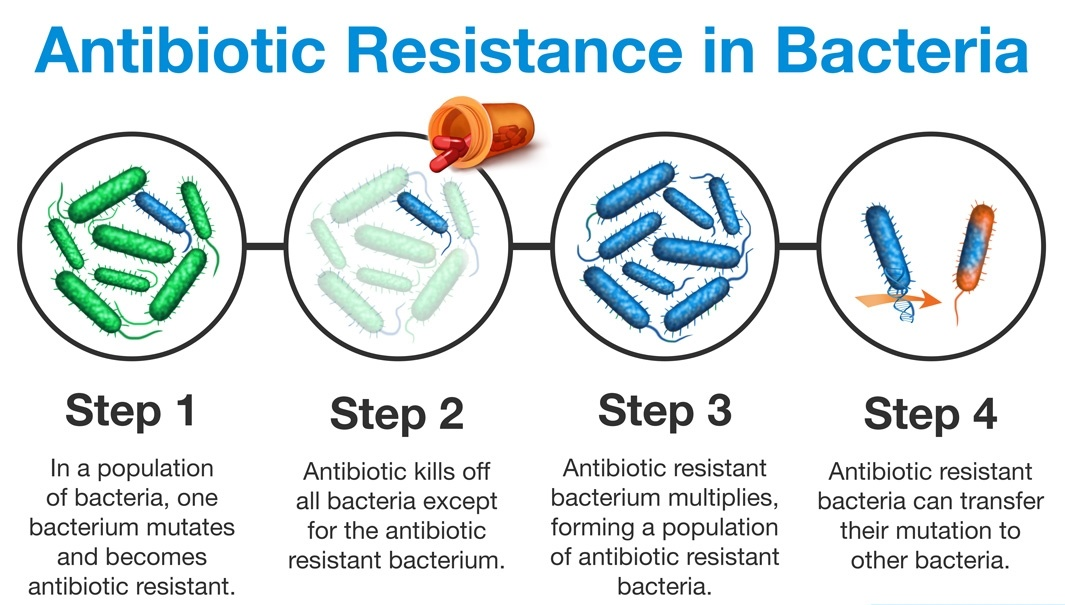 Antibiotic Resistance in Bacteria
Step 1
In a population
of bacteria, one
bacterium mutates
and becomes
antibiotic resistant.
Step 2
Antibiotic kills off
all bacteria except
for the antibiotic
resistant bacterium.
Step 3
Antibiotic resistant
bacterium multiplies,
forming a population
of antibiotic resistant
bacteria.
Step 4
Antibiotic resistant
bacteria can transfer
their mutation to
other bacteria.